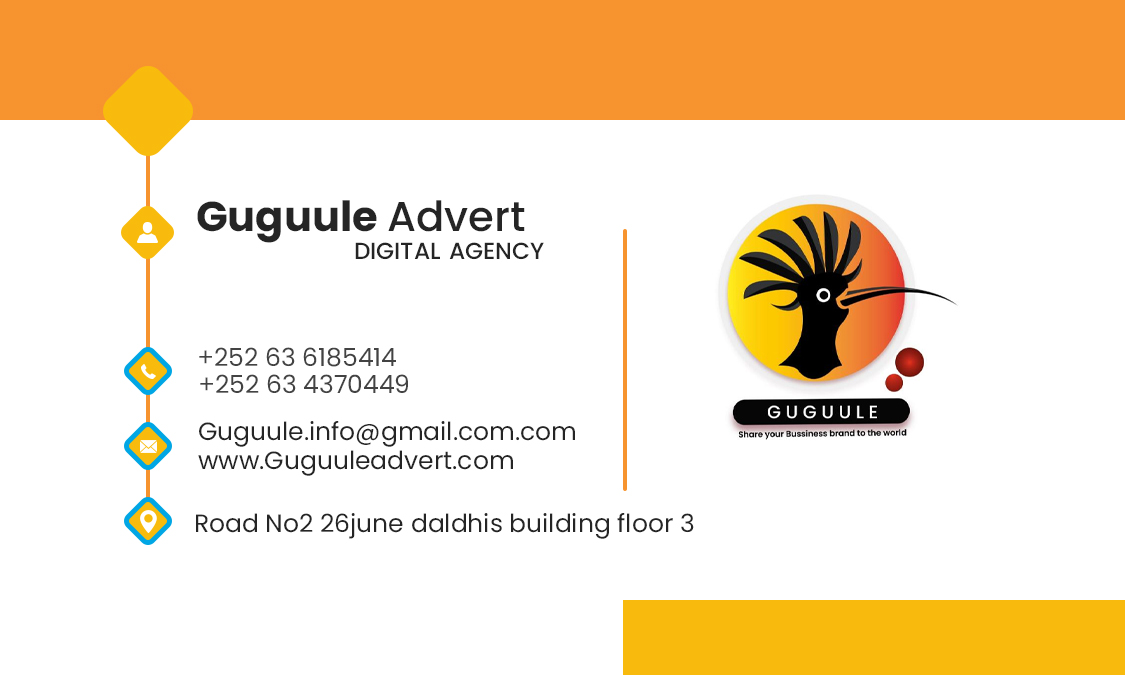 Guguule Advert
DIGITAL AGENCY
+252 63 6185414
+252 63 4370449
Guguule.info@gmail.com.com
www.Guguuleadvert.com
Road No2 26june daldhis building floor 3
GUGUULE
Share your Bussiness brand to the world